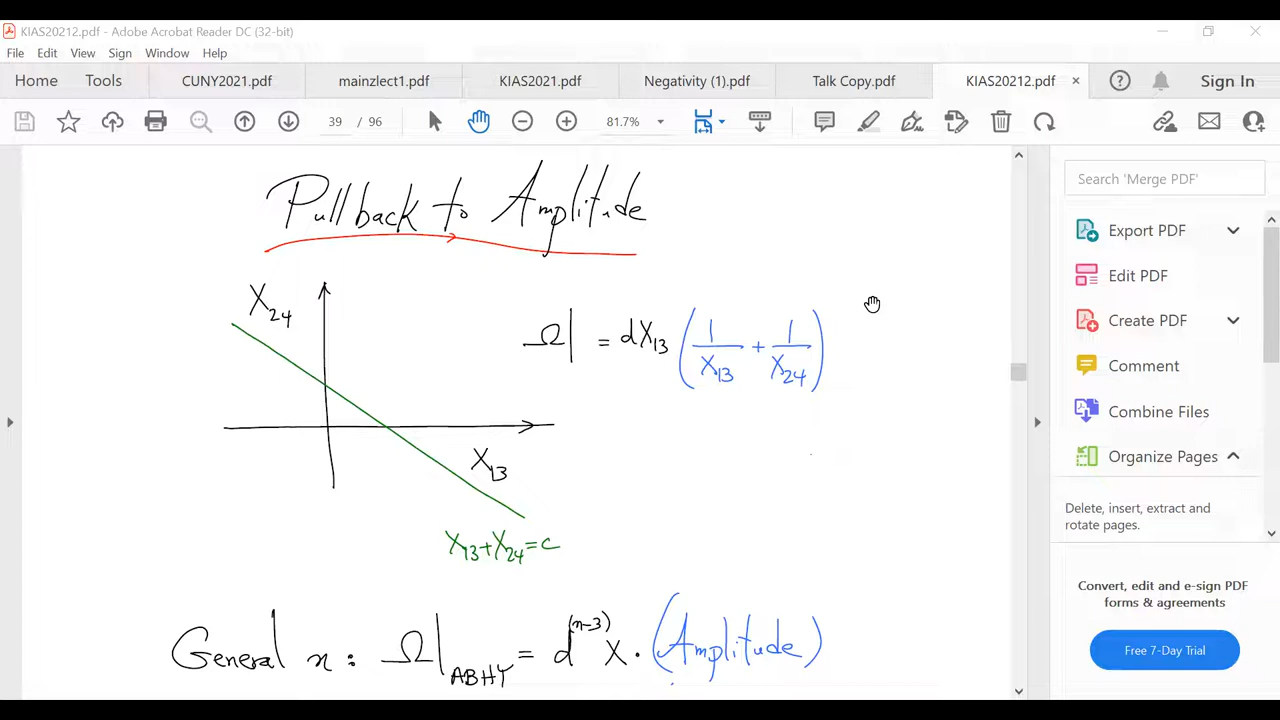 KIAS20212.pdf - Adobe Acrobat Reader DC (32-bit)
File Edit View Sign Window Help
Home Tools CUNY2021.pdf mainzlect1.pdf KIAS2021.pdf Negativity (1).pdf Talk Copy.pdf KIAS20212.pdf × Sign In
39 / 96 81.7%
Pullback to Amplitude
Search 'Merge PDF'
Export PDF
Edit PDF
Create PDF
Comment
Combine Files
Organize Pages
Delete, insert, extract and
rotate pages.
Convert, edit and e-sign PDF
forms & agreements
Free 7-Day Trial
X₂₄
Ω| = dX₁₃ (1/X₁₃ + 1/X₂₄)
X₁₃
X₁₃+X₂₄=c
General n: Ω|ABHY = d⁽ⁿ⁻³⁾X · (Amplitude)